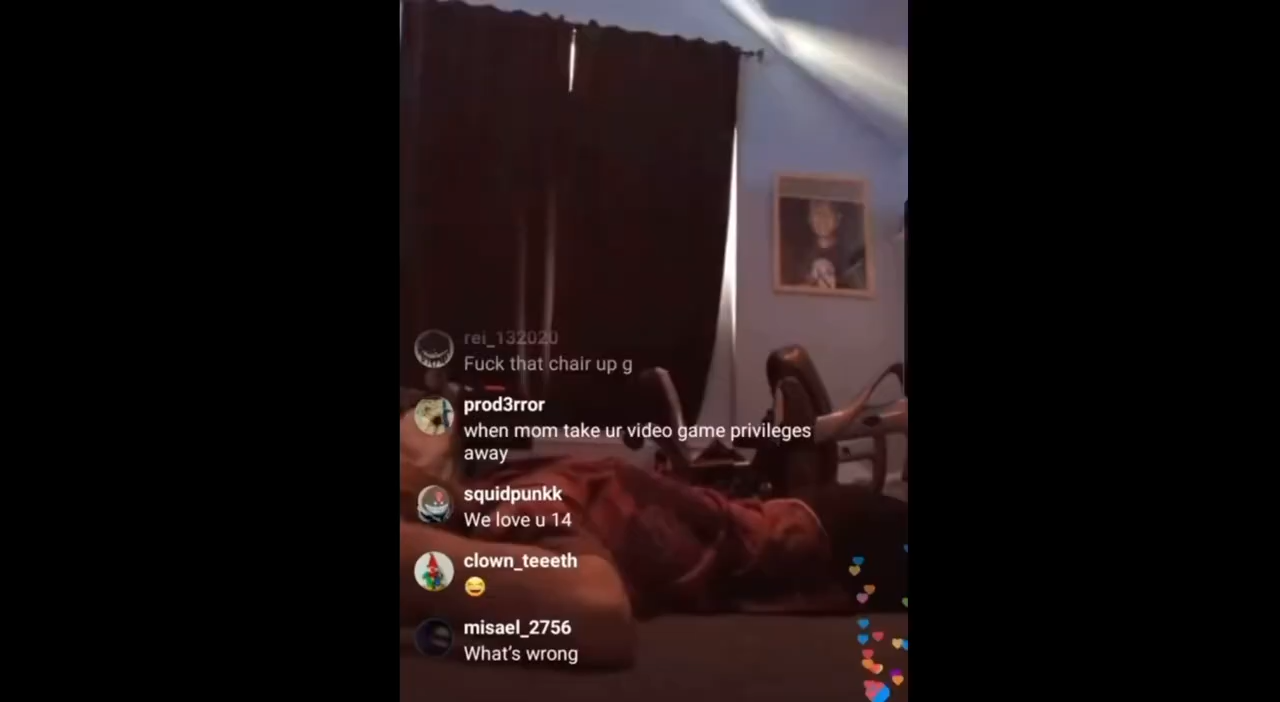 rei_132020
Fuck that chair up g
prod3rror
when mom take ur video game privileges
away
squidpunkk
We love u 14
clown_teeeth
😂
misael_2756
What's wrong